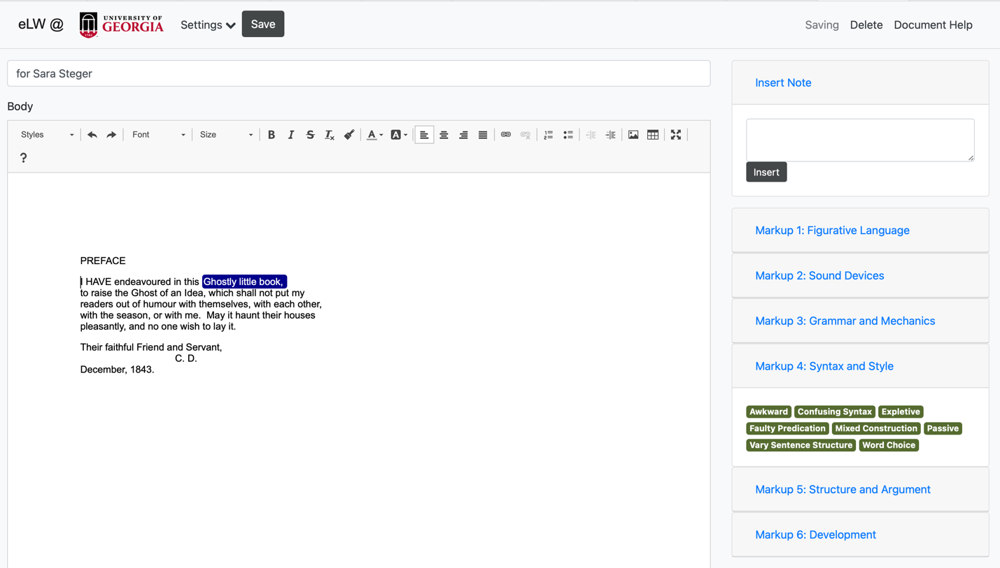 eLW @ UNIVERSITY OF GEORGIA 1785 Settings Save Saving Delete Document Help
for Sara Steger
Body
Styles Font Size B I S Tx A A
?
PREFACE
I HAVE endeavoured in this Ghostly little book,
to raise the Ghost of an Idea, which shall not put my
readers out of humour with themselves, with each other,
with the season, or with me.  May it haunt their houses
pleasantly, and no one wish to lay it.
Their faithful Friend and Servant,
C. D.
December, 1843.
Insert Note
Insert
Markup 1: Figurative Language
Markup 2: Sound Devices
Markup 3: Grammar and Mechanics
Markup 4: Syntax and Style
Awkward Confusing Syntax Expletive
Faulty Predication Mixed Construction Passive
Vary Sentence Structure Word Choice
Markup 5: Structure and Argument
Markup 6: Development